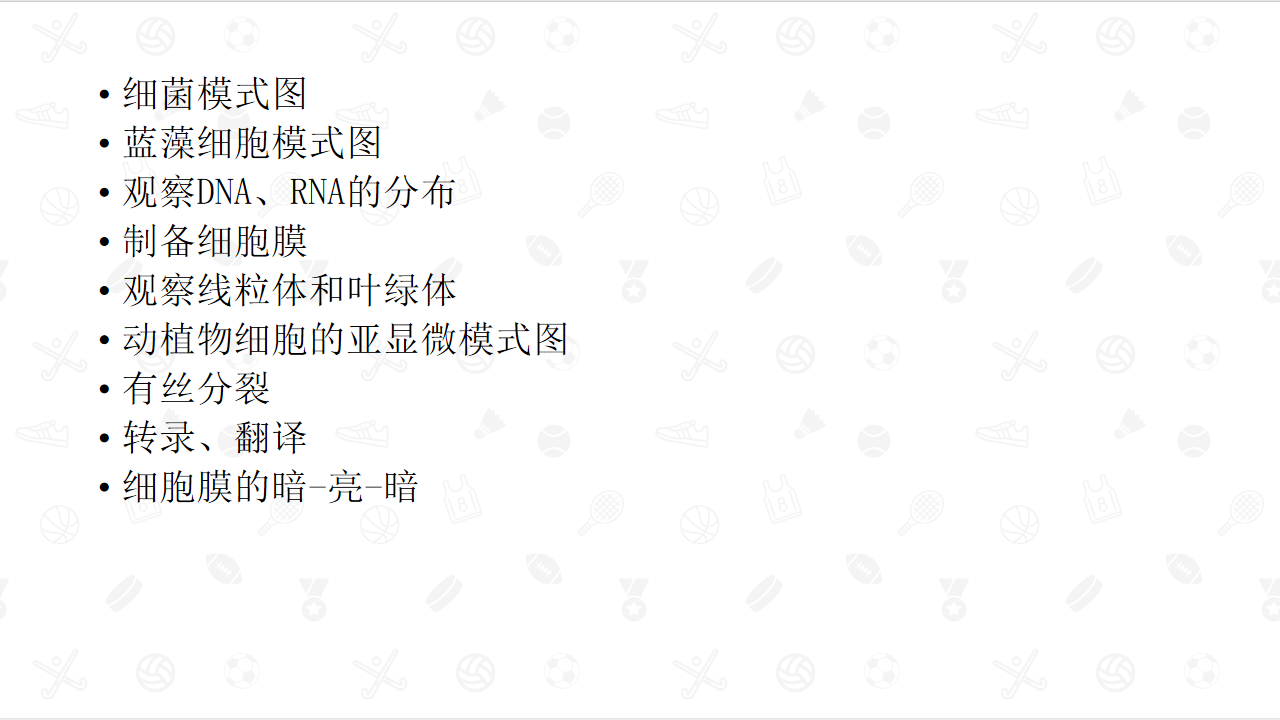 • 细菌模式图
• 蓝藻细胞模式图
• 观察DNA、RNA的分布
• 制备细胞膜
• 观察线粒体和叶绿体
• 动植物细胞的亚显微模式图
• 有丝分裂
• 转录、翻译
• 细胞膜的暗-亮-暗